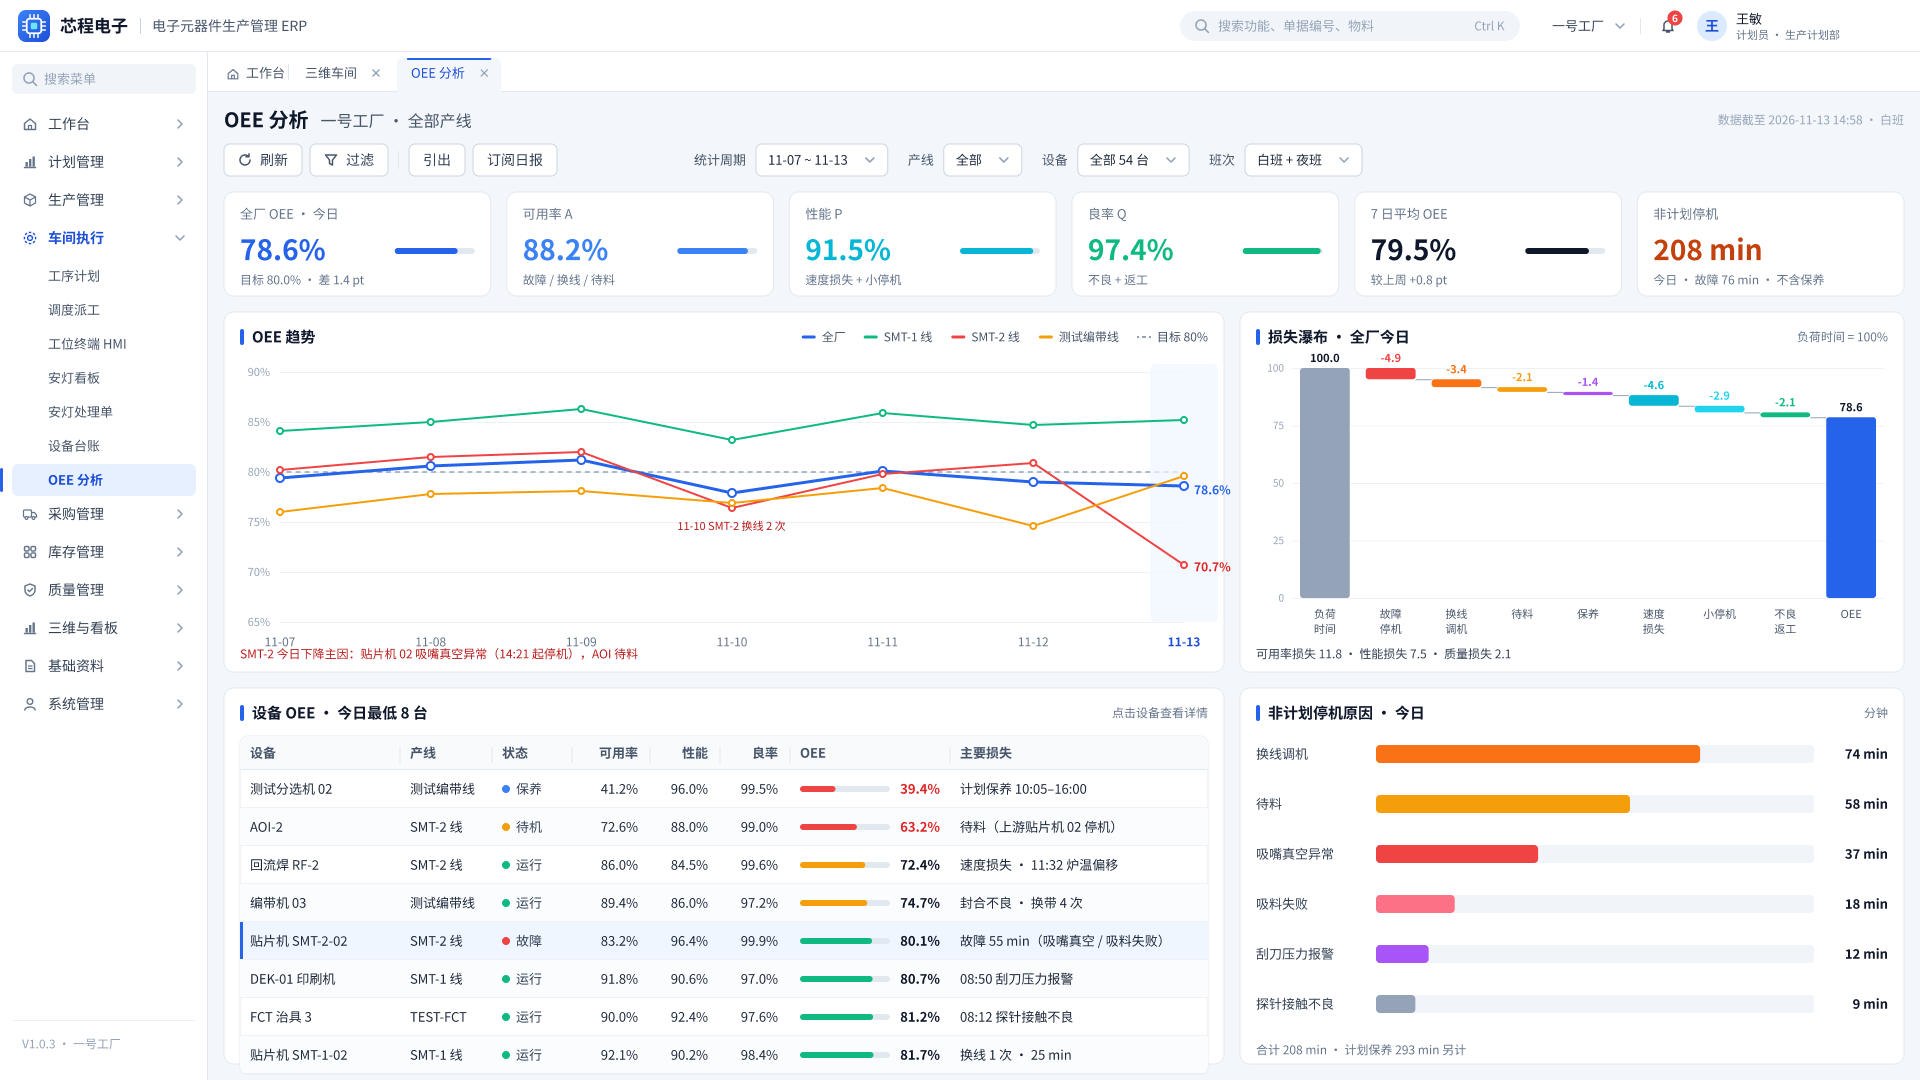 芯程电子
电子元器件生产管理 ERP
搜索功能、单据编号、物料
Ctrl K
一号工厂
6
王
王敏
计划员 · 生产计划部
搜索菜单
工作台
计划管理
生产管理
车间执行
工序计划
调度派工
工位终端 HMI
安灯看板
安灯处理单
设备台账
OEE 分析
采购管理
库存管理
质量管理
三维与看板
基础资料
系统管理
V1.0.3 · 一号工厂
工作台
三维车间
OEE 分析
OEE 分析
一号工厂 · 全部产线
数据截至 2026-11-13 14:58 · 白班
刷新
过滤
引出
订阅日报
统计周期
11-07 ~ 11-13
产线
全部
设备
全部 54 台
班次
白班 + 夜班
全厂 OEE · 今日
78.6%
目标 80.0% · 差 1.4 pt
可用率 A
88.2%
故障 / 换线 / 待料
性能 P
91.5%
速度损失 + 小停机
良率 Q
97.4%
不良 + 返工
7 日平均 OEE
79.5%
较上周 +0.8 pt
非计划停机
208 min
今日 · 故障 76 min · 不含保养
OEE 趋势
全厂
SMT-1 线
SMT-2 线
测试编带线
目标 80%
90%
85%
80%
75%
70%
65%
11-10 SMT-2 换线 2 次
78.6%
70.7%
11-07
11-08
11-09
11-10
11-11
11-12
11-13
SMT-2 今日下降主因：贴片机 02 吸嘴真空异常（14:21 起停机），AOI 待料
损失瀑布 · 全厂今日
负荷时间 = 100%
100
75
50
25
0
100.0
-4.9
-3.4
-2.1
-1.4
-4.6
-2.9
-2.1
78.6
负荷
时间
故障
停机
换线
调机
待料
保养
速度
损失
小停机
不良
返工
OEE
可用率损失 11.8 · 性能损失 7.5 · 质量损失 2.1
设备 OEE · 今日最低 8 台
点击设备查看详情
设备 产线 状态 可用率 性能 良率 OEE 主要损失
测试分选机 02 测试编带线 保养 41.2% 96.0% 99.5% 39.4% 计划保养 10:05–16:00
AOI-2 SMT-2 线 待机 72.6% 88.0% 99.0% 63.2% 待料（上游贴片机 02 停机）
回流焊 RF-2 SMT-2 线 运行 86.0% 84.5% 99.6% 72.4% 速度损失 · 11:32 炉温偏移
编带机 03 测试编带线 运行 89.4% 86.0% 97.2% 74.7% 封合不良 · 换带 4 次
贴片机 SMT-2-02 SMT-2 线 故障 83.2% 96.4% 99.9% 80.1% 故障 55 min（吸嘴真空 / 吸料失败）
DEK-01 印刷机 SMT-1 线 运行 91.8% 90.6% 97.0% 80.7% 08:50 刮刀压力报警
FCT 治具 3 TEST-FCT 运行 90.0% 92.4% 97.6% 81.2% 08:12 探针接触不良
贴片机 SMT-1-02 SMT-1 线 运行 92.1% 90.2% 98.4% 81.7% 换线 1 次 · 25 min
非计划停机原因 · 今日
分钟
换线调机 74 min
待料 58 min
吸嘴真空异常 37 min
吸料失败 18 min
刮刀压力报警 12 min
探针接触不良 9 min
合计 208 min · 计划保养 293 min 另计